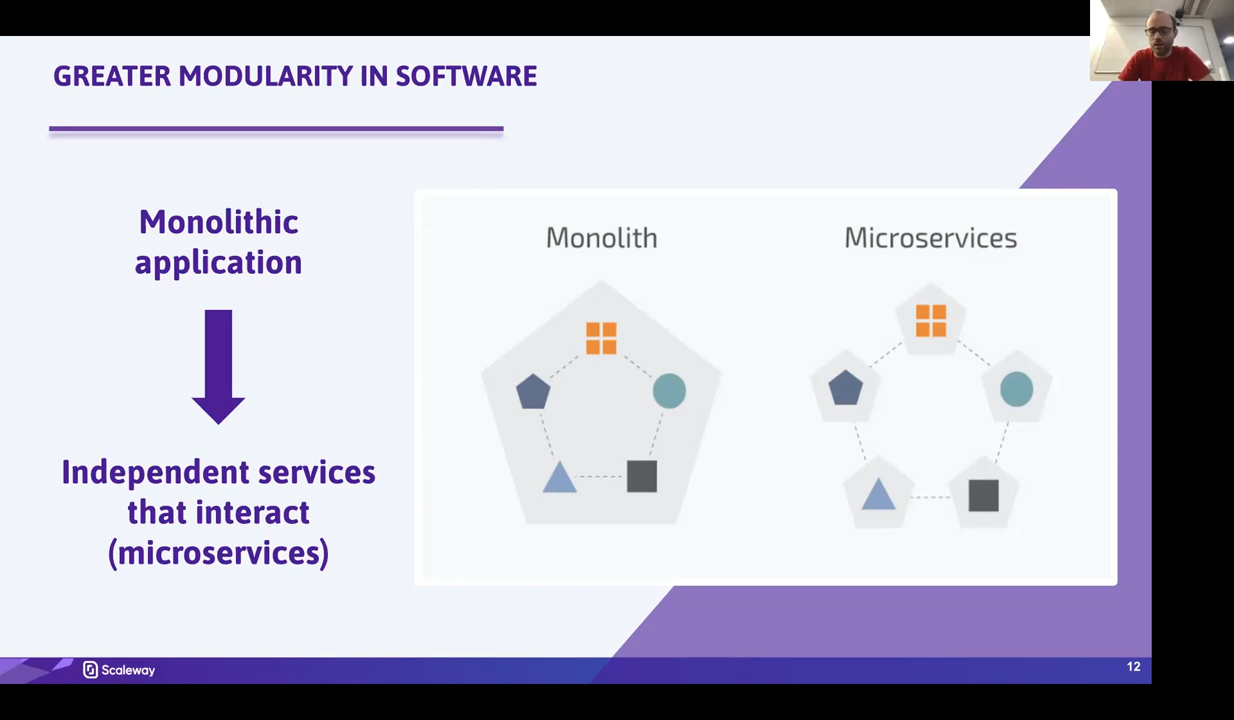 GREATER MODULARITY IN SOFTWARE
Monolithic
application
Independent services
that interact
(microservices)
Monolith
Microservices
Scaleway
12